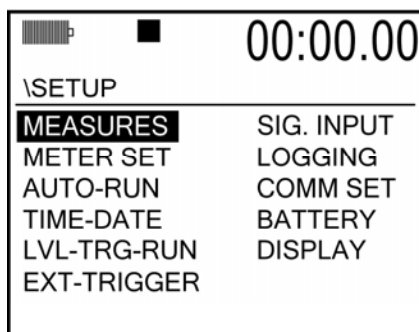 00:00.00
\SETUP
MEASURES
METER SET
AUTO-RUN
TIME-DATE
LVL-TRG-RUN
EXT-TRIGGER
SIG. INPUT
LOGGING
COMM SET
BATTERY
DISPLAY